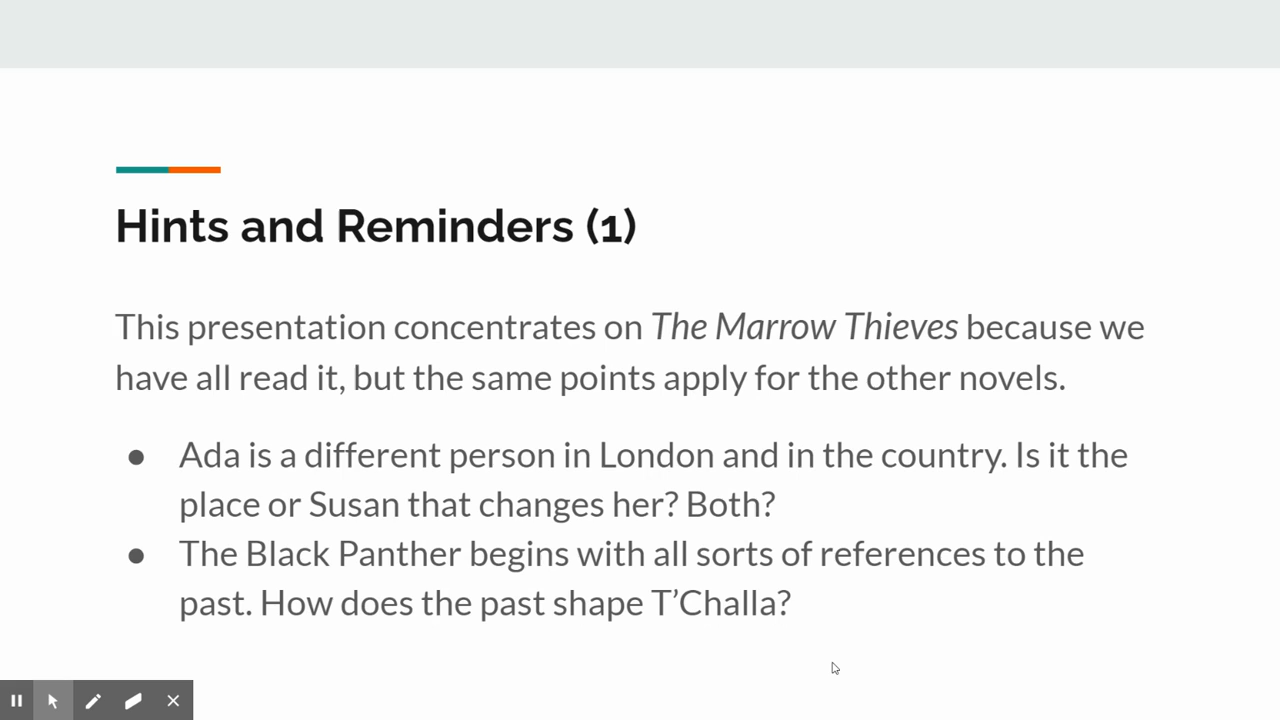 Hints and Reminders (1)
This presentation concentrates on The Marrow Thieves because we
have all read it, but the same points apply for the other novels.
● Ada is a different person in London and in the country. Is it the
place or Susan that changes her? Both?
● The Black Panther begins with all sorts of references to the
past. How does the past shape T’Challa?